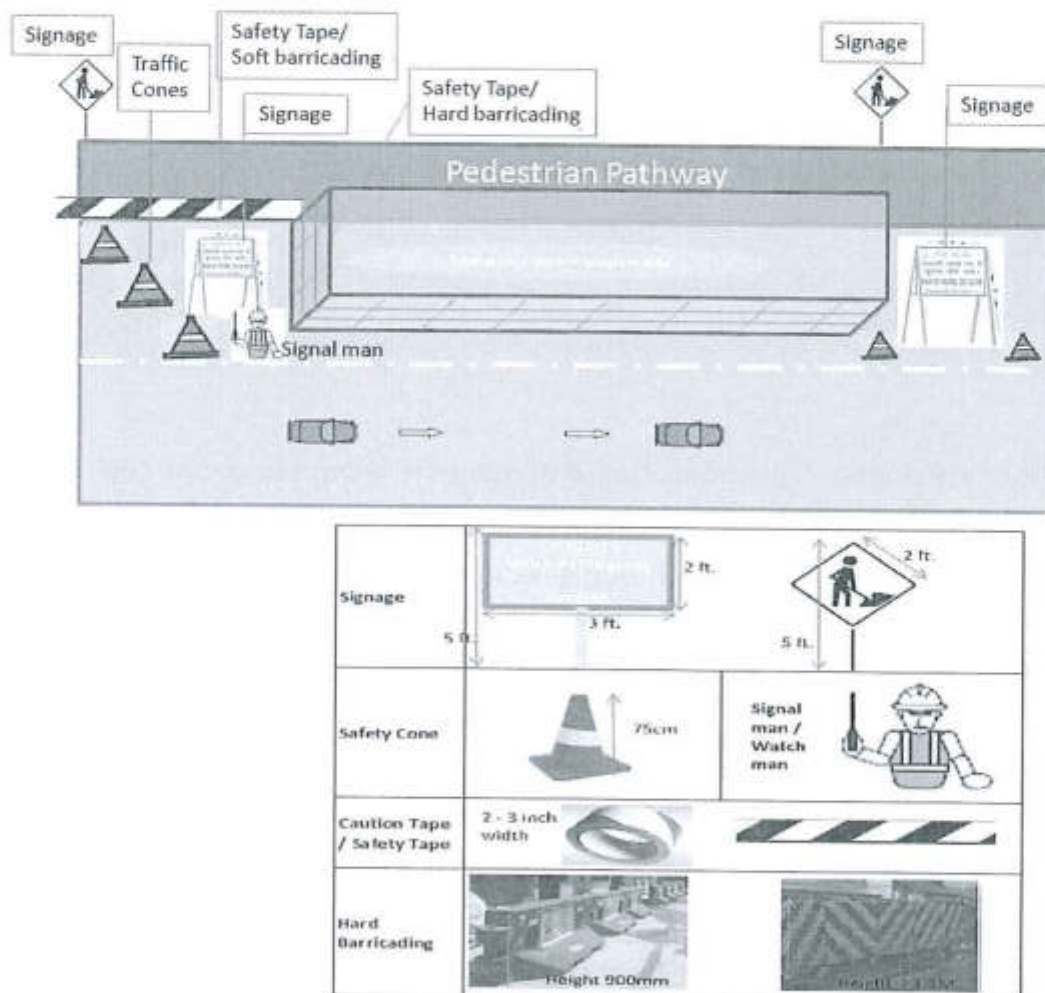 Signage
Traffic
Cones
Safety Tape/
Soft barricading
Signage
Safety Tape/
Hard barricading
Signage
Signage
Pedestrian Pathway
Signal man
Signage
2 ft.
3 ft.
5 ft.
2 ft.
5 ft.
Safety Cone
75cm
Signal
man /
Watch
man
Caution Tape
/ Safety Tape
2 - 3 inch
width
Hard
Barricading
Height 900mm
Height